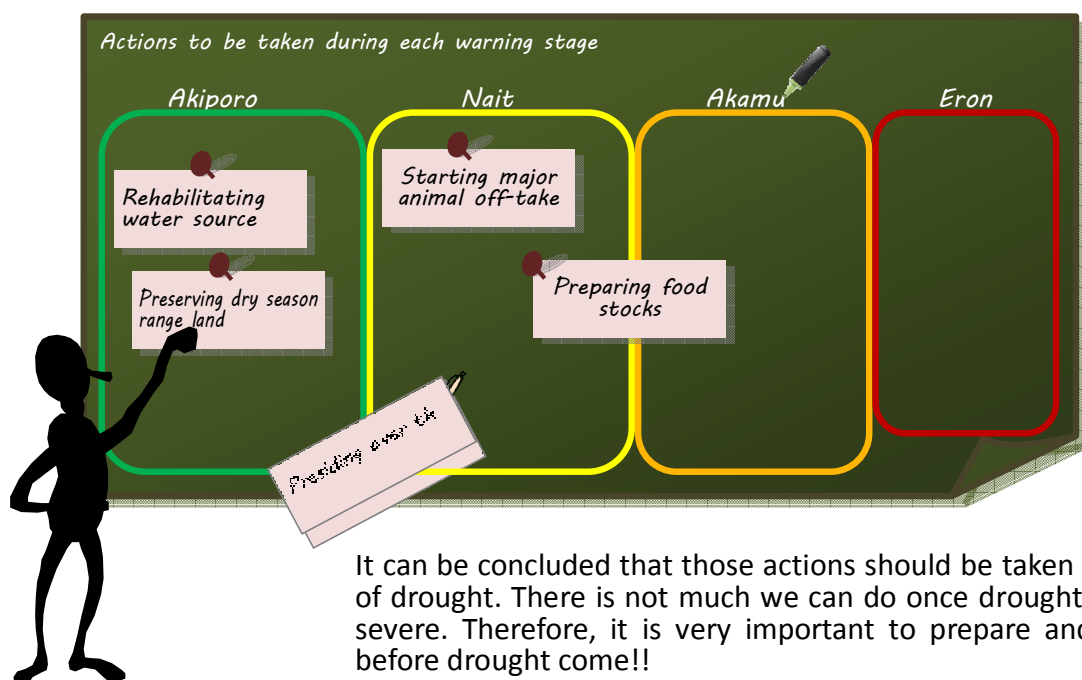 Actions to be taken during each warning stage
Akiporo Nait Akamu Eron
Rehabilitating
water source
Starting major
animal off-take
Preserving dry season
range land
Preparing food
stocks
Presiding over
It can be concluded that those actions should be taken
of drought. There is not much we can do once drought
severe. Therefore, it is very important to prepare and
before drought come!!